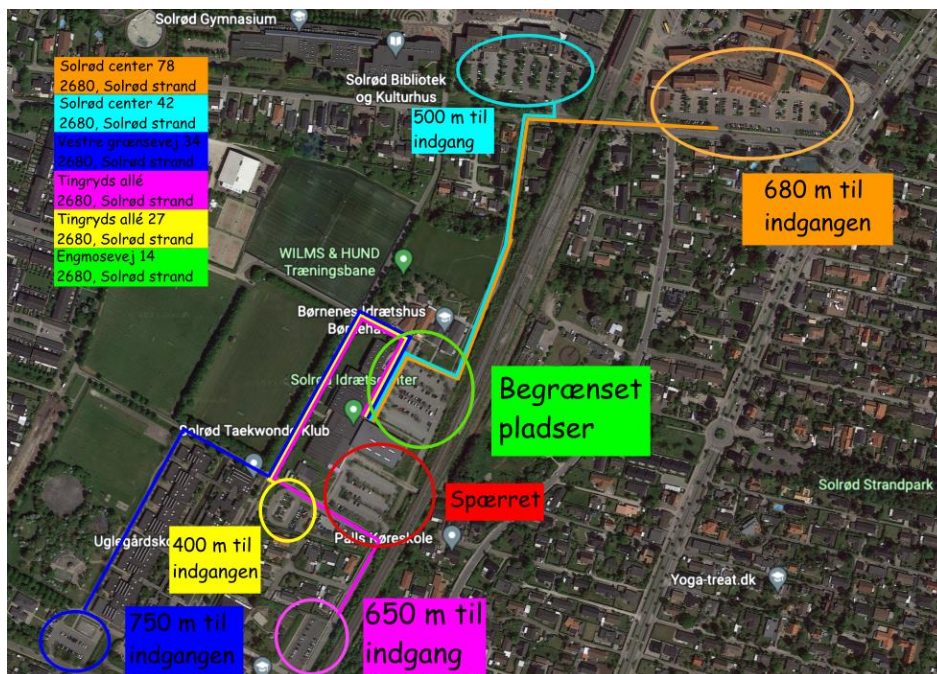 Solrød Gymnasium
Solrød Bibliotek
og Kulturhus
Solrød center 78
2680, Solrød strand
Solrød center 42
2680, Solrød strand
Vestre grænsevej 34
2680, Solrød strand
Tingryds allé
2680, Solrød strand
Tingryds allé 27
2680, Solrød strand
Engmosevej 14
2680, Solrød strand
500 m til
indgang
680 m til
indgangen
WILMS & HUND
Træningsbane
Børnenes Idrætshus
Solrød Idrætscenter
Begrænset
pladser
Solrød Taekwondo Klub
Spærret
Solrød Strandpark
Palls Køreskole
400 m til
indgangen
Yoga-treat.dk
750 m til
indgangen
650 m til
indgang